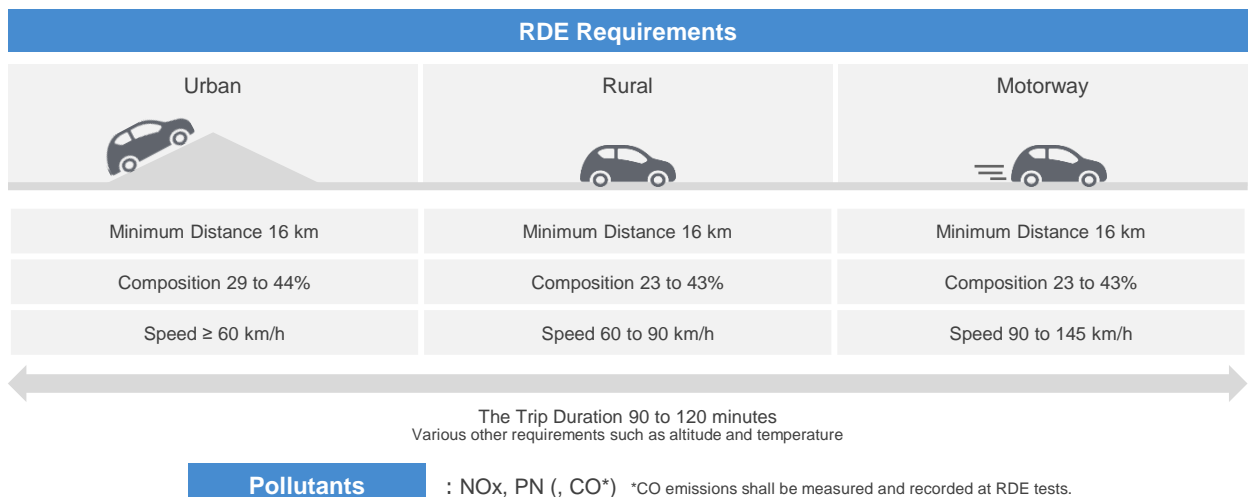 RDE Requirements
Urban Rural Motorway
Minimum Distance 16 km Minimum Distance 16 km Minimum Distance 16 km
Composition 29 to 44% Composition 23 to 43% Composition 23 to 43%
Speed ≥ 60 km/h Speed 60 to 90 km/h Speed 90 to 145 km/h
The Trip Duration 90 to 120 minutes
Various other requirements such as altitude and temperature
Pollutants : NOx, PN (, CO*) *CO emissions shall be measured and recorded at RDE tests.